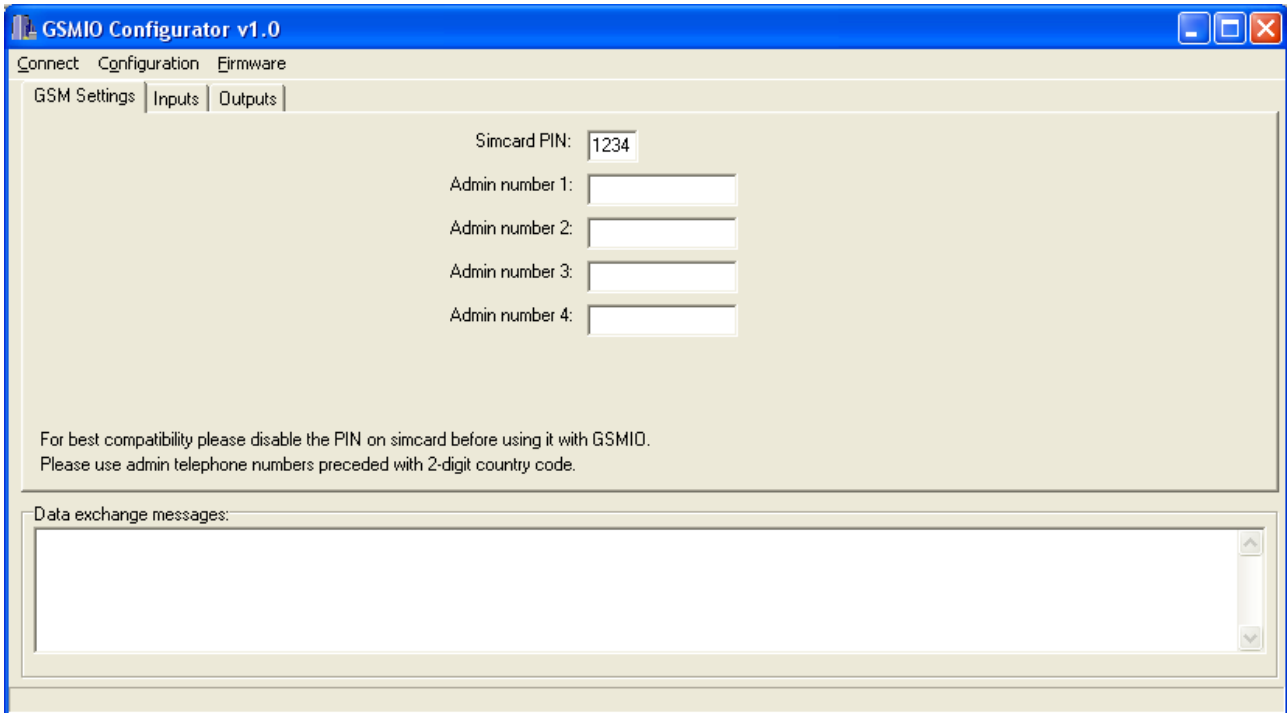 GSMIO Configurator v1.0
Connect Configuration Firmware
GSM Settings Inputs Outputs
Simcard PIN: 1234
Admin number 1:
Admin number 2:
Admin number 3:
Admin number 4:
For best compatibility please disable the PIN on simcard before using it with GSMIO.
Please use admin telephone numbers preceded with 2-digit country code.
Data exchange messages: